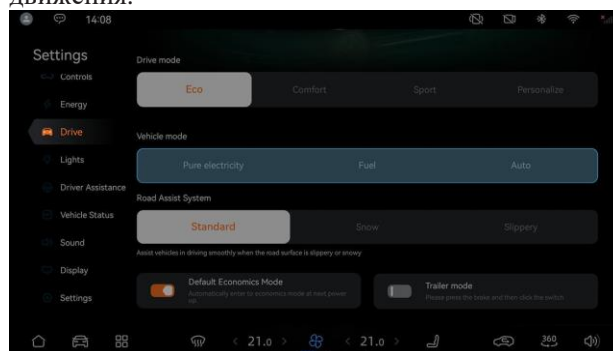 движения.
14:08
Settings
Controls
Energy
Drive
Lights
Driver Assistance
Vehicle Status
Sound
Display
Settings
Drive mode
Eco Comfort Sport Personalize
Vehicle mode
Pure electricity Fuel Auto
Road Assist System
Standard Snow Slippery
Assist vehicles in driving smoothly when the road surface is slippery or snowy
Default Economics Mode
Automatically enter to economics mode at next power
on.
Trailer mode
Please press the brake and then click the switch
< 21.0 > < 21.0 > 360